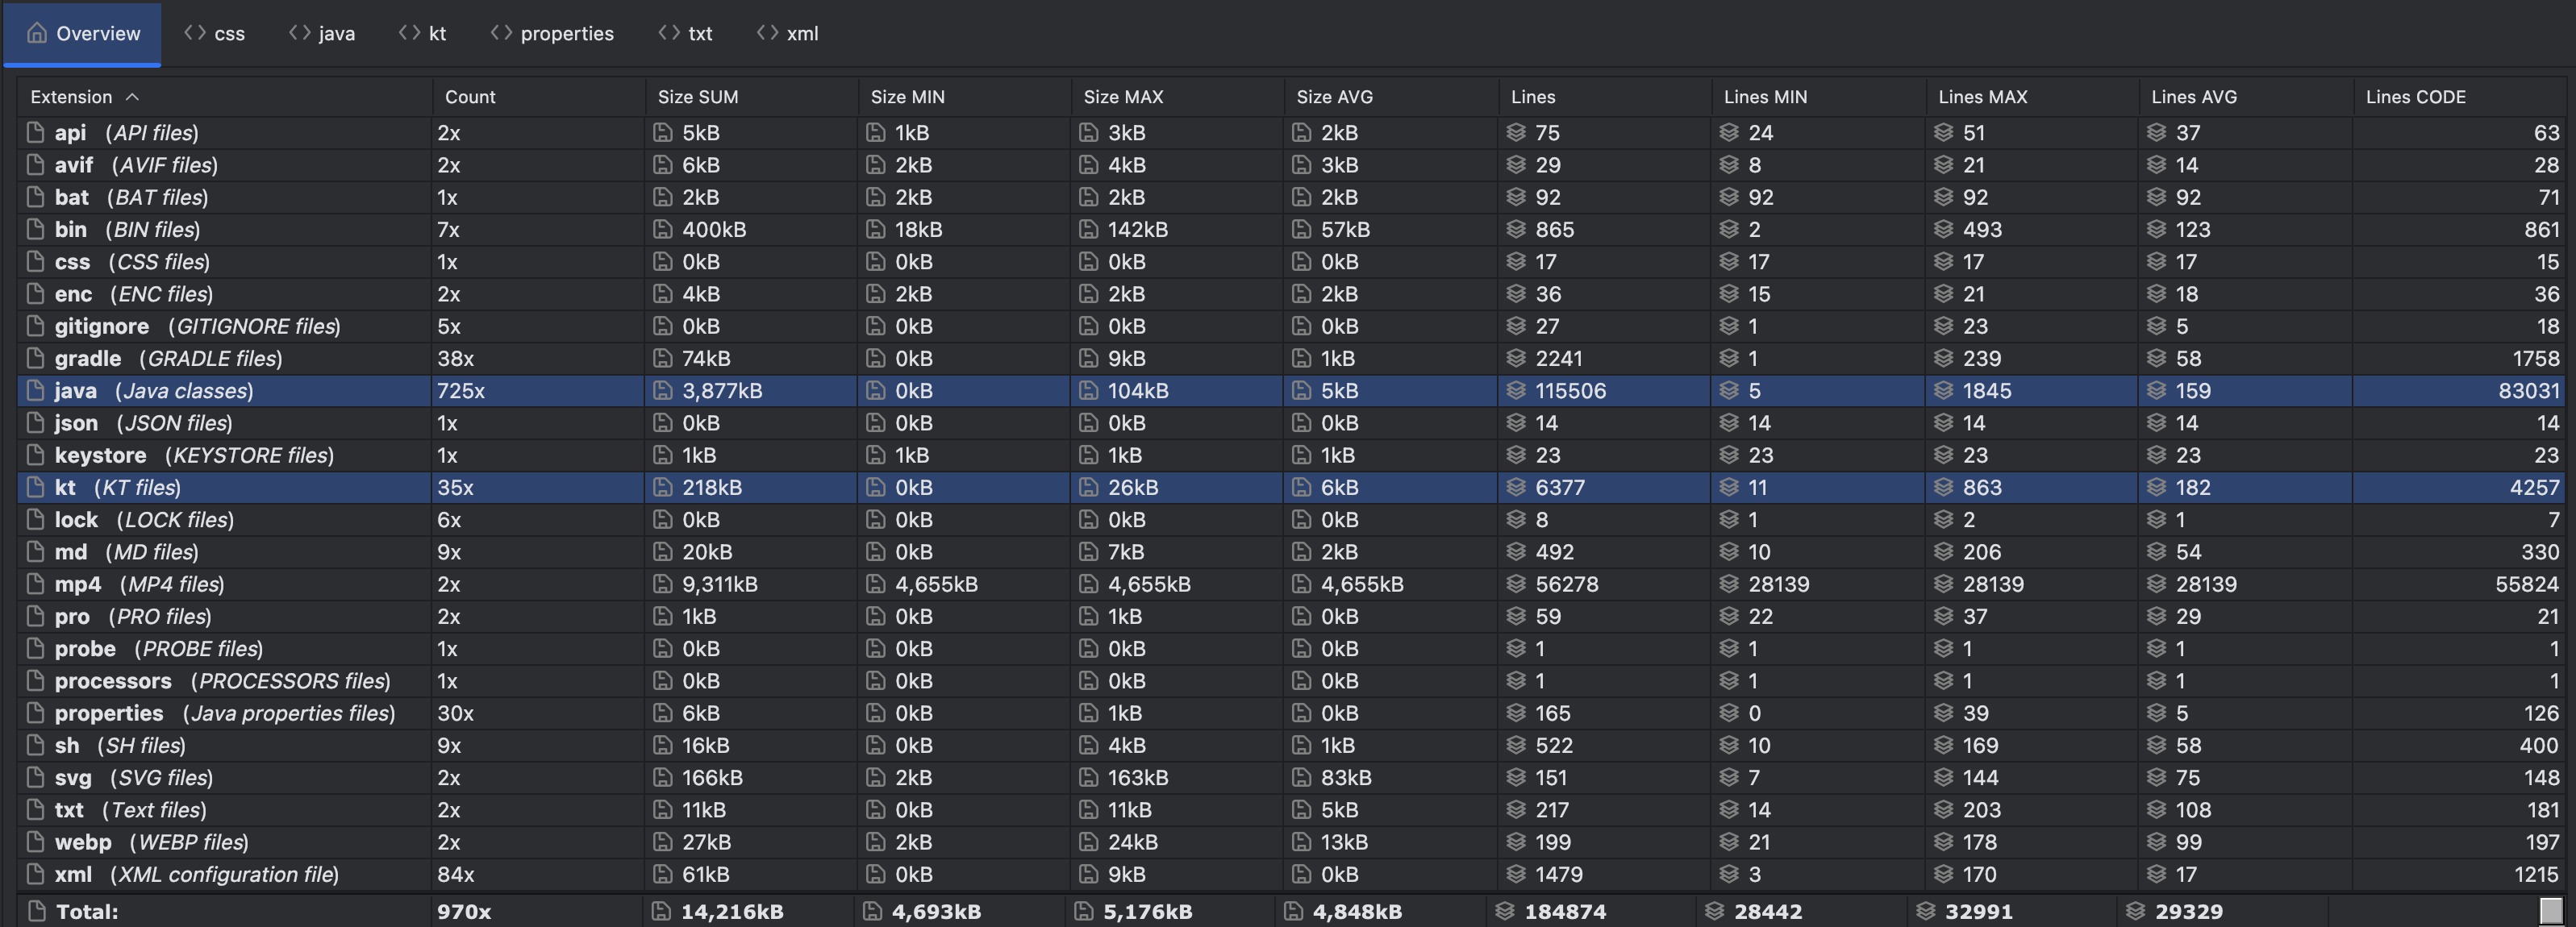 Overview css java kt properties txt xml
Extension Count Size SUM Size MIN Size MAX Size AVG Lines Lines MIN Lines MAX Lines AVG Lines CODE
api (API files) 2x 5kB 1kB 3kB 2kB 75 24 51 37 63
avif (AVIF files) 2x 6kB 2kB 4kB 3kB 29 8 21 14 28
bat (BAT files) 1x 2kB 2kB 2kB 2kB 92 92 92 92 71
bin (BIN files) 7x 400kB 18kB 142kB 57kB 865 2 493 123 861
css (CSS files) 1x 0kB 0kB 0kB 0kB 17 17 17 17 15
enc (ENC files) 2x 4kB 2kB 2kB 2kB 36 15 21 18 36
gitignore (GITIGNORE files) 5x 0kB 0kB 0kB 0kB 27 1 23 5 18
gradle (GRADLE files) 38x 74kB 0kB 9kB 1kB 2241 1 239 58 1758
java (Java classes) 725x 3,877kB 0kB 104kB 5kB 115506 5 1845 159 83031
json (JSON files) 1x 0kB 0kB 0kB 0kB 14 14 14 14 14
keystore (KEYSTORE files) 1x 1kB 1kB 1kB 1kB 23 23 23 23 23
kt (KT files) 35x 218kB 0kB 26kB 6kB 6377 11 863 182 4257
lock (LOCK files) 6x 0kB 0kB 0kB 0kB 8 1 2 1 7
md (MD files) 9x 20kB 0kB 7kB 2kB 492 10 206 54 330
mp4 (MP4 files) 2x 9,311kB 4,655kB 4,655kB 4,655kB 56278 28139 28139 28139 55824
pro (PRO files) 2x 1kB 0kB 1kB 0kB 59 22 37 29 21
probe (PROBE files) 1x 0kB 0kB 0kB 0kB 1 1 1 1 1
processors (PROCESSORS files) 1x 0kB 0kB 0kB 0kB 1 1 1 1 1
properties (Java properties files) 30x 6kB 0kB 1kB 0kB 165 0 39 5 126
sh (SH files) 9x 16kB 0kB 4kB 1kB 522 10 169 58 400
svg (SVG files) 2x 166kB 2kB 163kB 83kB 151 7 144 75 148
txt (Text files) 2x 11kB 0kB 11kB 5kB 217 14 203 108 181
webp (WEBP files) 2x 27kB 2kB 24kB 13kB 199 21 178 99 197
xml (XML configuration file) 84x 61kB 0kB 9kB 0kB 1479 3 170 17 1215
Total: 970x 14,216kB 4,693kB 5,176kB 4,848kB 184874 28442 32991 29329